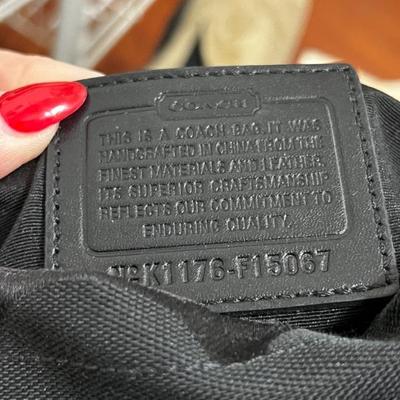 COACH
THIS IS A COACH BAG. IT WAS
HANDCRAFTED IN CHINA FROM THE
FINEST MATERIALS AND LEATHER.
ITS SUPERIOR CRAFTSMANSHIP
REFLECTS OUR COMMITMENT TO
ENDURING QUALITY.
No K1176-F15067